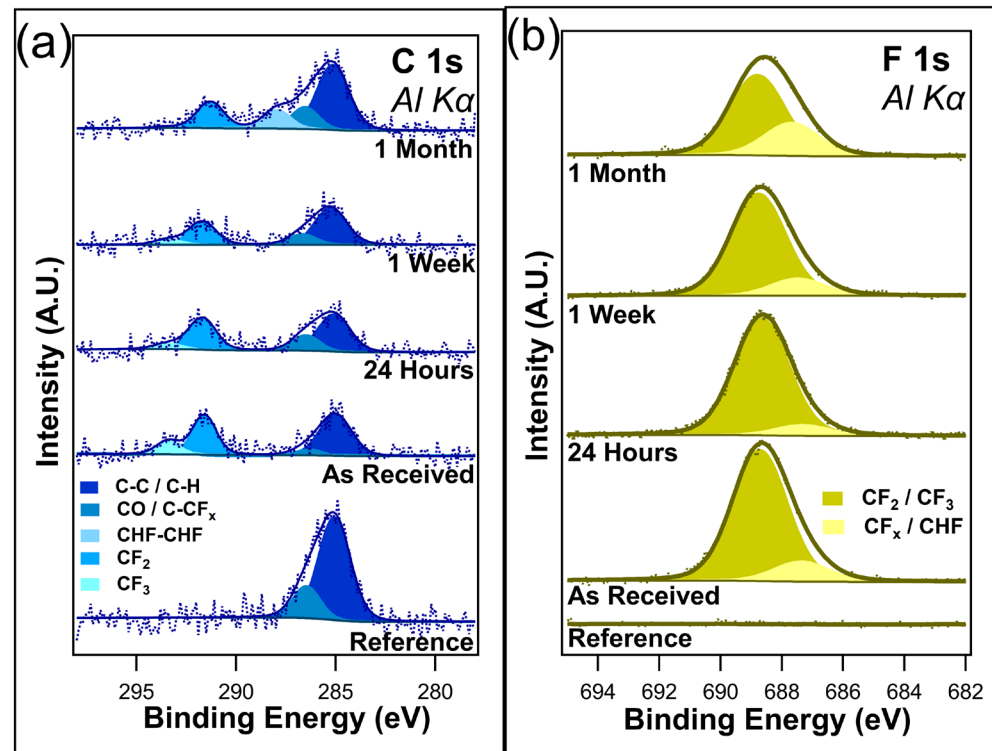 (a)
C 1s
Al Kα
1 Month
1 Week
24 Hours
As Received
C-C / C-H
CO / C-CFₓ
CHF-CHF
CF₂
CF₃
Reference
Intensity (A.U.)
295 290 285 280
Binding Energy (eV)
(b)
F 1s
Al Kα
1 Month
1 Week
24 Hours
CF₂ / CF₃
CFₓ / CHF
As Received
Reference
Intensity (A.U.)
694 692 690 688 686 684 682
Binding Energy (eV)